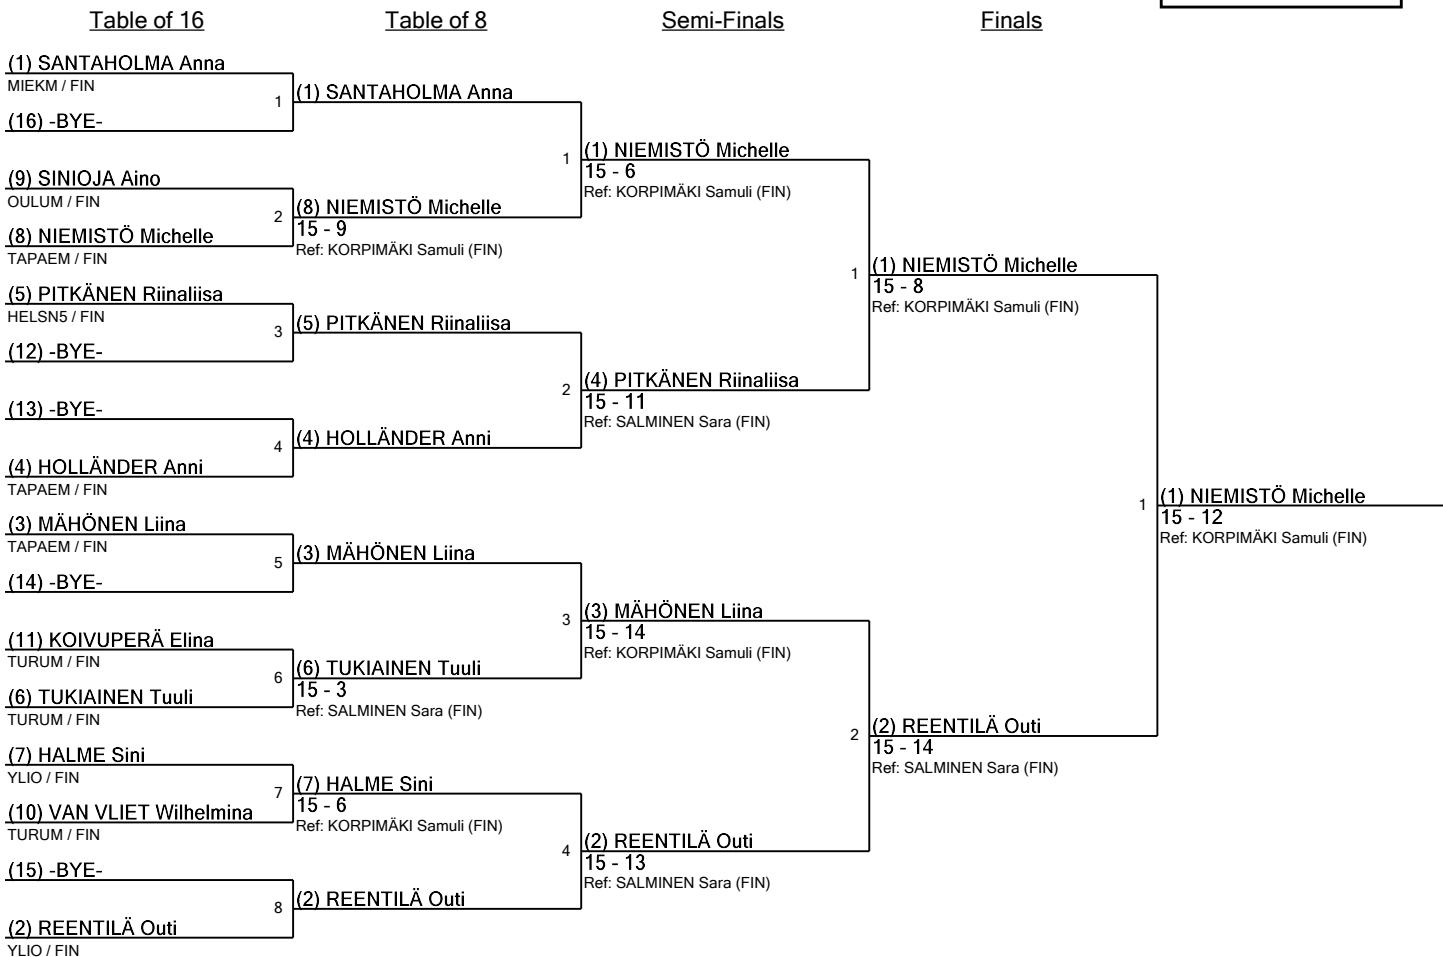 Table of 16
Table of 8
Semi-Finals
Finals
(1) SANTAHOLMA Anna
MIEKM / FIN
(16) -BYE-
(9) SINIOJA Aino
OULUM / FIN
(8) NIEMISTÖ Michelle
TAPAEM / FIN
(5) PITKÄNEN Riinaliisa
HELSN5 / FIN
(12) -BYE-
(13) -BYE-
(4) HOLLÄNDER Anni
TAPAEM / FIN
(3) MÄHÖNEN Liina
TAPAEM / FIN
(14) -BYE-
(11) KOIVUPERÄ Elina
TURUM / FIN
(6) TUKIAINEN Tuuli
TURUM / FIN
(7) HALME Sini
YLIO / FIN
(10) VAN VLIET Wilhelmina
TURUM / FIN
(15) -BYE-
(2) REENTILÄ Outi
YLIO / FIN
1
(1) SANTAHOLMA Anna
2
(8) NIEMISTÖ Michelle
15 - 9
Ref: KORPIMÄKI Samuli (FIN)
3
(5) PITKÄNEN Riinaliisa
4
(4) HOLLÄNDER Anni
5
(3) MÄHÖNEN Liina
6
(6) TUKIAINEN Tuuli
15 - 3
Ref: SALMINEN Sara (FIN)
7
(7) HALME Sini
15 - 6
Ref: KORPIMÄKI Samuli (FIN)
8
(2) REENTILÄ Outi
1
(1) NIEMISTÖ Michelle
15 - 6
Ref: KORPIMÄKI Samuli (FIN)
2
(4) PITKÄNEN Riinaliisa
15 - 11
Ref: SALMINEN Sara (FIN)
3
(3) MÄHÖNEN Liina
15 - 14
Ref: KORPIMÄKI Samuli (FIN)
4
(2) REENTILÄ Outi
15 - 13
Ref: SALMINEN Sara (FIN)
1
(1) NIEMISTÖ Michelle
15 - 8
Ref: KORPIMÄKI Samuli (FIN)
2
(2) REENTILÄ Outi
15 - 14
Ref: SALMINEN Sara (FIN)
1
(1) NIEMISTÖ Michelle
15 - 12
Ref: KORPIMÄKI Samuli (FIN)